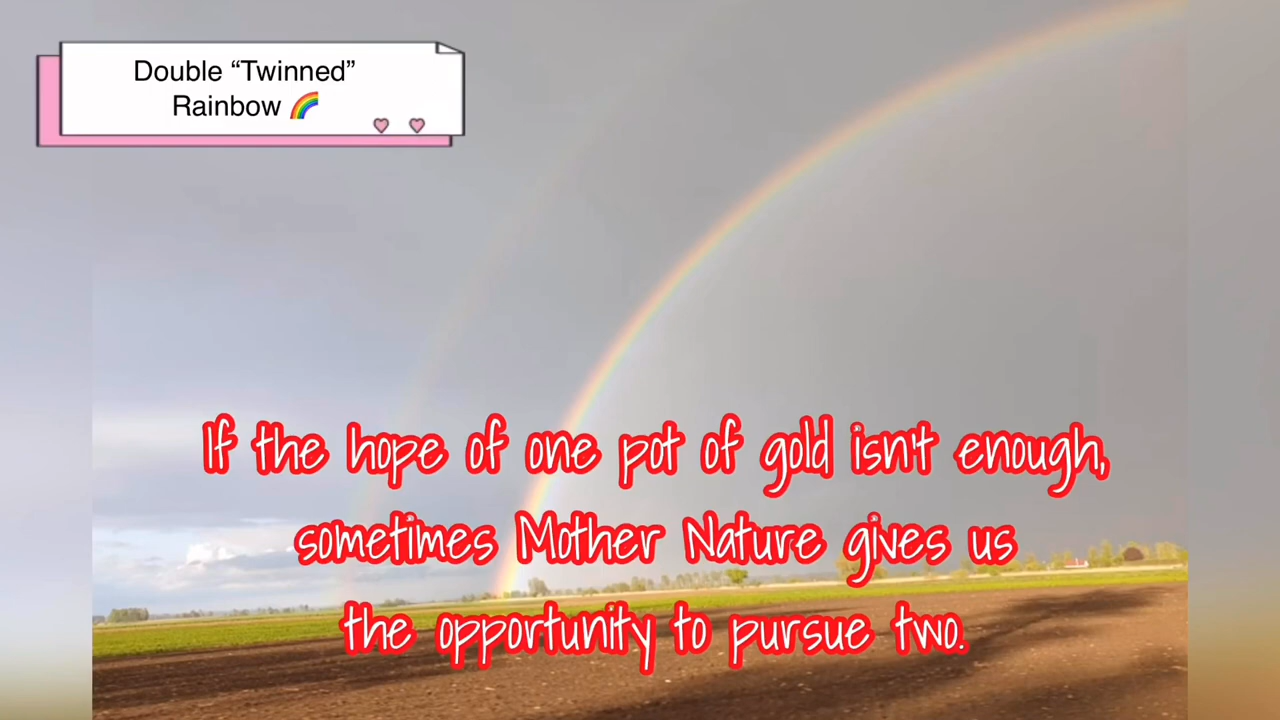 Double “Twinned”
Rainbow 🌈
If the hope of one pot of gold isn't enough,
sometimes Mother Nature gives us
the opportunity to pursue two.